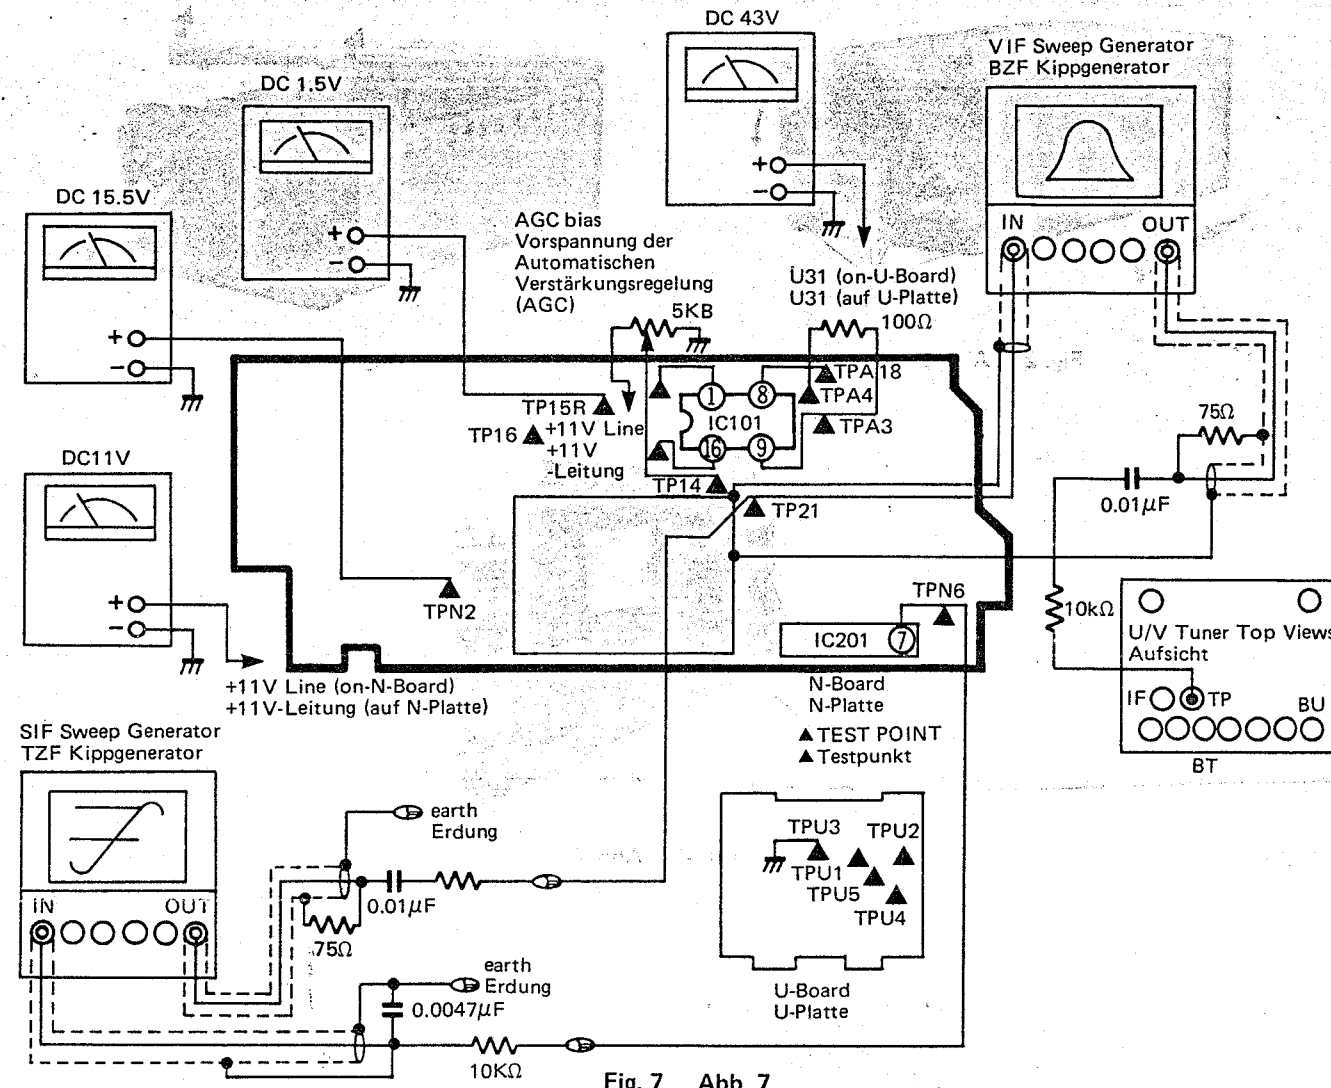 DC 43V
VIF Sweep Generator
BZF Kippgenerator
DC 1.5V
+
−
DC 15.5V
+
−
+
−
IN
OUT
AGC bias
Vorspannung der
Automatischen
Verstärkungsregelung
(AGC)
U31 (on-U-Board)
U31 (auf U-Platte)
5KB
100Ω
TPA18
TPA4
TPA3
1
8
IC101
16
9
TP15R
TP16
+11V Line
+11V
-Leitung
TP14
TP21
75Ω
0.01μF
DC11V
+
−
TPN2
TPN6
IC201
7
10kΩ
U/V Tuner Top Views
Aufsicht
IF
TP
BU
BT
+11V Line (on-N-Board)
+11V-Leitung (auf N-Platte)
N-Board
N-Platte
▲ TEST POINT
▲ Testpunkt
SIF Sweep Generator
TZF Kippgenerator
IN
OUT
earth
Erdung
0.01μF
75Ω
earth
Erdung
0.0047μF
10KΩ
TPU3
TPU2
TPU1
TPU5
TPU4
U-Board
U-Platte
Fig. 7 Abb. 7